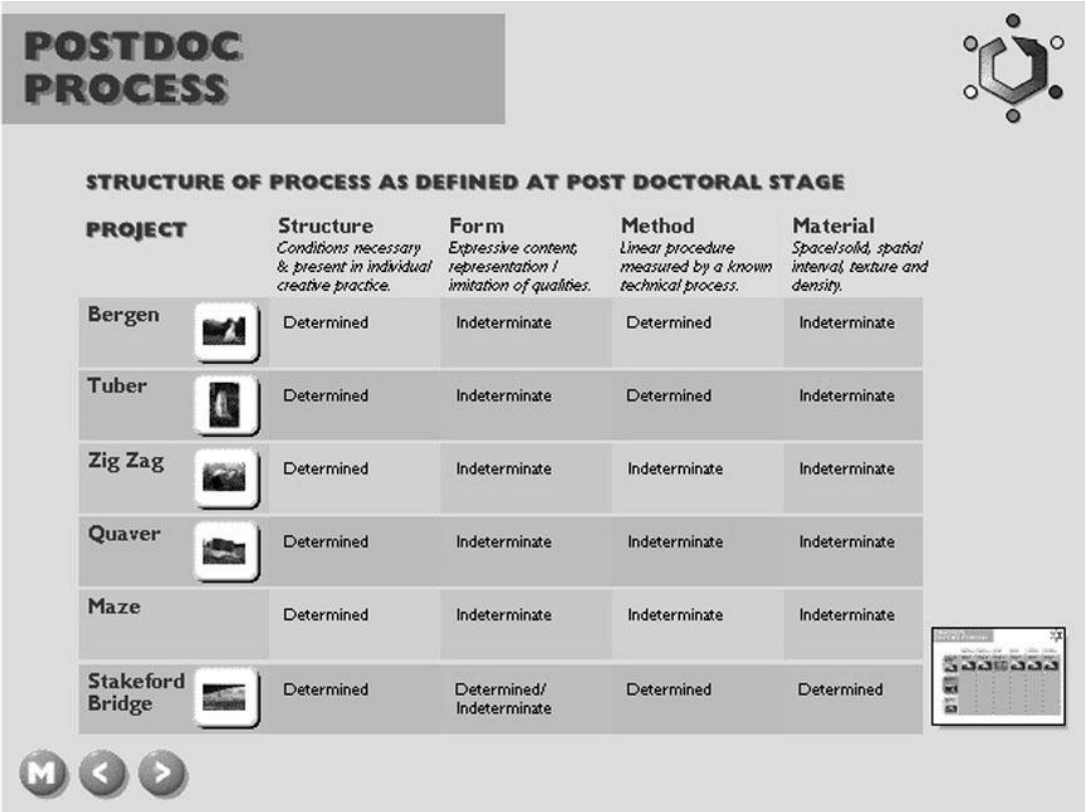 POSTDOC
PROCESS
STRUCTURE OF PROCESS AS DEFINED AT POST DOCTORAL STAGE
PROJECT
Structure
Conditions necessary
& present in individual
creative practice.
Form
Expressive content,
representation /
imitation of qualities.
Method
Linear procedure
measured by a known
technical process.
Material
Space/solid, spatial
interval, texture and
density.
Bergen Determined Indeterminate Determined Indeterminate
Tuber Determined Indeterminate Determined Indeterminate
Zig Zag Determined Indeterminate Indeterminate Indeterminate
Quaver Determined Indeterminate Indeterminate Indeterminate
Maze Determined Indeterminate Indeterminate Indeterminate
Stakeford
Bridge
Determined
Determined/
Indeterminate
Determined
Determined
M < >